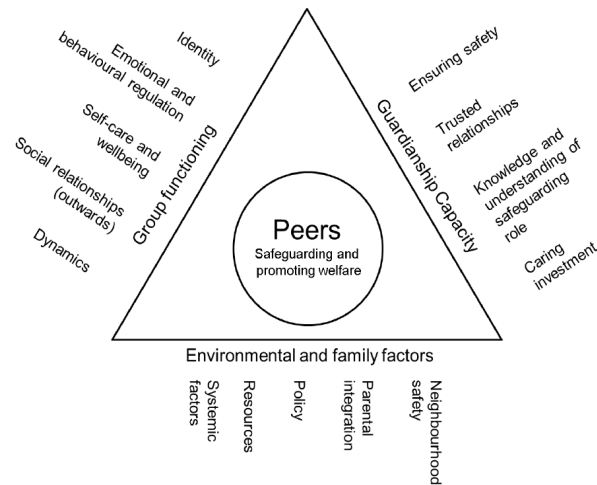 Identity
Emotional and
behavioural regulation
Self-care and
wellbeing
Social relationships
(outwards)
Dynamics
Group functioning
Ensuring safety
Trusted
relationships
Knowledge and
understanding of
safeguarding
role
Caring
investment
Guardianship Capacity
Peers
Safeguarding and
promoting welfare
Environmental and family factors
Systemic
factors
Resources
Policy
Parental
integration
Neighbourhood
safety